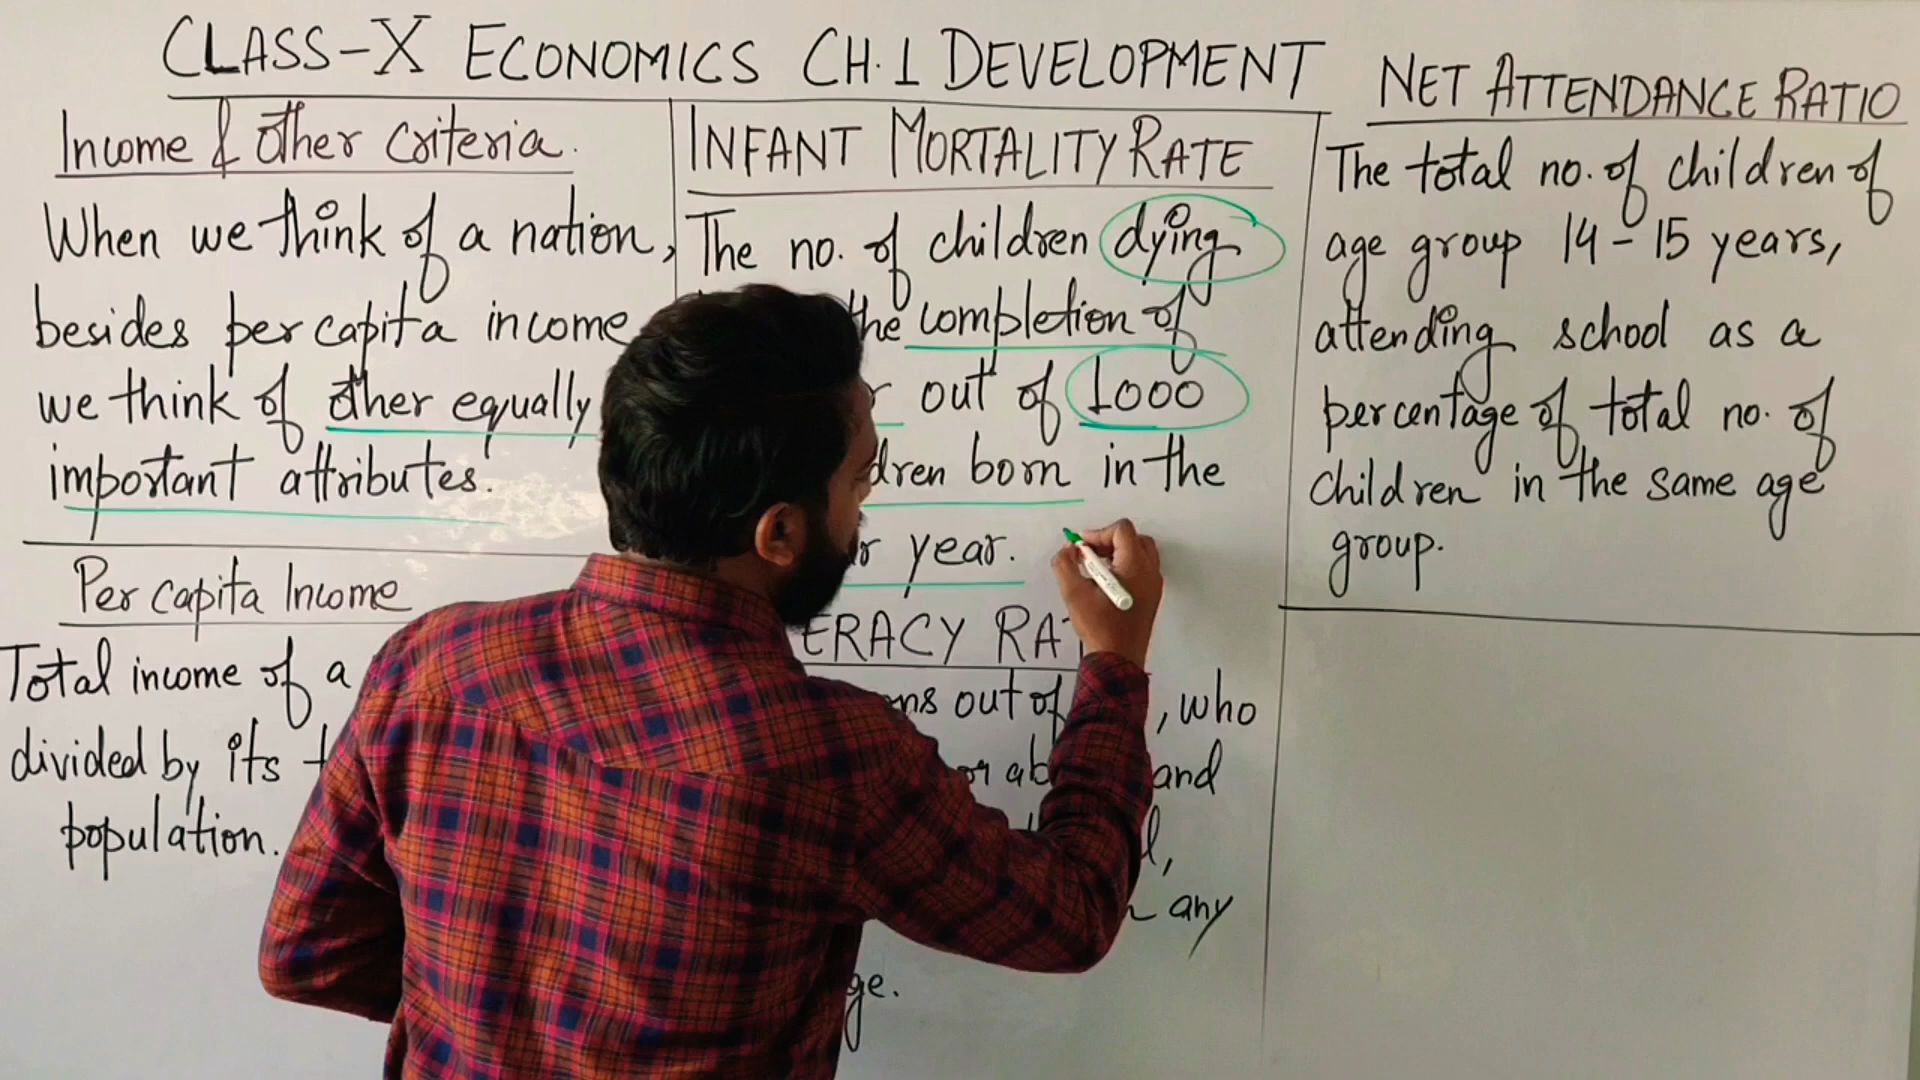 CLASS-X ECONOMICS CH.1 DEVELOPMENT
Income & other criteria.
When we think of a nation,
besides per capita income
we think of other equally
important attributes.
Per capita Income
Total income of a
divided by its
population.
INFANT MORTALITY RATE
The no. of children dying
completion of
out of 1000
born in the
year.
RA
out of , who
and
any
NET ATTENDANCE RATIO
The total no. of children of
age group 14-15 years,
attending school as a
percentage of total no. of
children in the same age
group.